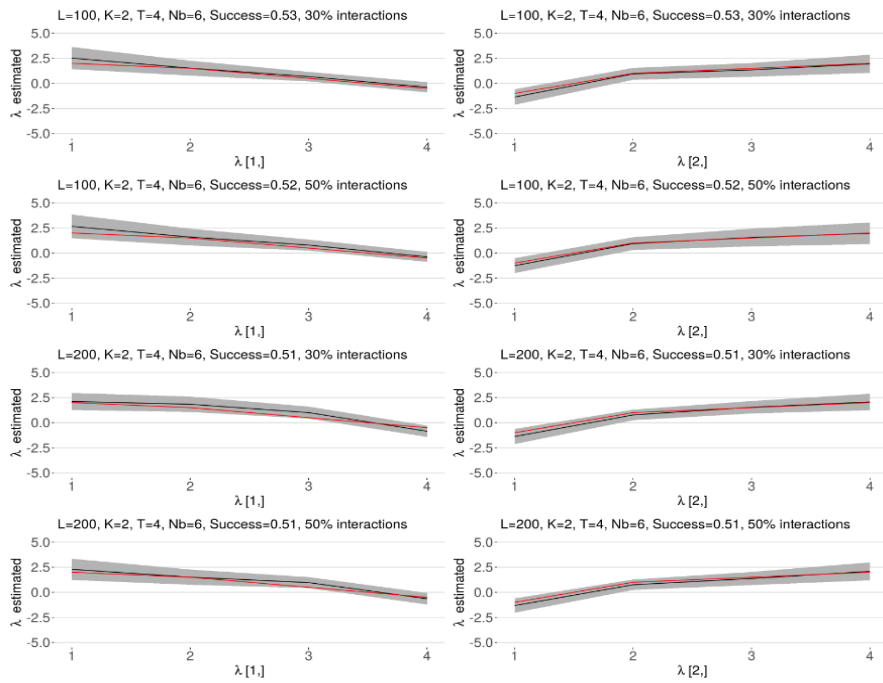 L=100, K=2, T=4, Nb=6, Success=0.53, 30% interactions
λ estimated
5.0
2.5
0.0
-2.5
-5.0
1 2 3 4
λ [1,]
L=100, K=2, T=4, Nb=6, Success=0.53, 30% interactions
λ estimated
5.0
2.5
0.0
-2.5
-5.0
1 2 3 4
λ [2,]
L=100, K=2, T=4, Nb=6, Success=0.52, 50% interactions
λ estimated
5.0
2.5
0.0
-2.5
-5.0
1 2 3 4
λ [1,]
L=100, K=2, T=4, Nb=6, Success=0.52, 50% interactions
λ estimated
5.0
2.5
0.0
-2.5
-5.0
1 2 3 4
λ [2,]
L=200, K=2, T=4, Nb=6, Success=0.51, 30% interactions
λ estimated
5.0
2.5
0.0
-2.5
-5.0
1 2 3 4
λ [1,]
L=200, K=2, T=4, Nb=6, Success=0.51, 30% interactions
λ estimated
5.0
2.5
0.0
-2.5
-5.0
1 2 3 4
λ [2,]
L=200, K=2, T=4, Nb=6, Success=0.51, 50% interactions
λ estimated
5.0
2.5
0.0
-2.5
-5.0
1 2 3 4
λ [1,]
L=200, K=2, T=4, Nb=6, Success=0.51, 50% interactions
λ estimated
5.0
2.5
0.0
-2.5
-5.0
1 2 3 4
λ [2,]